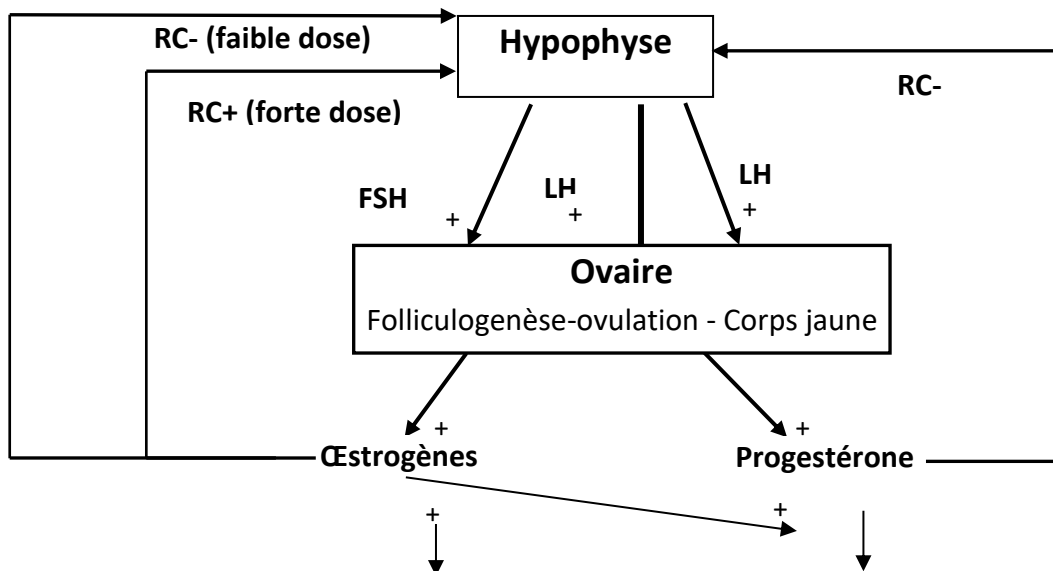 RC- (faible dose)
Hypophyse
RC+ (forte dose)
RC-
FSH
+
LH
+
LH
+
Ovaire
Folliculogenèse-ovulation - Corps jaune
+
+
Œstrogènes
Progestérone
+
+